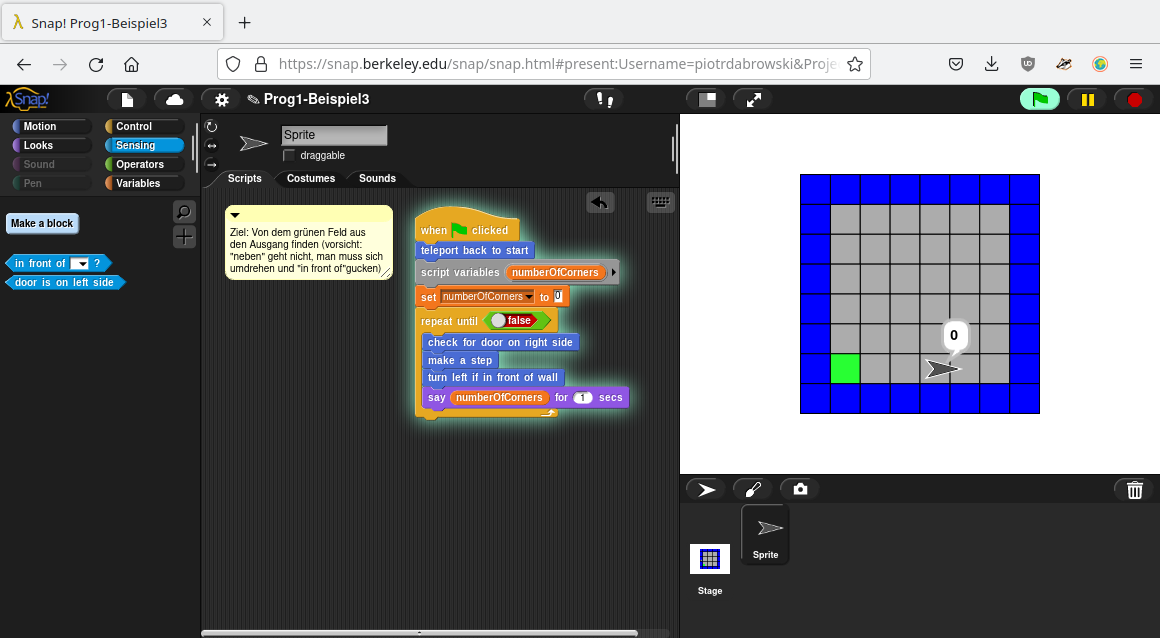 Snap! Prog1-Beispiel3
https://snap.berkeley.edu/snap/snap.html#present:Username=piotrdabrowski&Proje
Snap!
Prog1-Beispiel3
Motion
Control
Looks
Sensing
Sound
Operators
Pen
Variables
Make a block
in front of ?
door is on left side
Sprite
draggable
Scripts
Costumes
Sounds
Ziel: Von dem grünen Feld aus
den Ausgang finden (vorsicht:
"neben" geht nicht, man muss sich
umdrehen und "in front of"gucken)
when clicked
teleport back to start
script variables numberOfCorners
set numberOfCorners to 0
repeat until false
check for door on right side
make a step
turn left if in front of wall
say numberOfCorners for 1 secs
0
Sprite
Stage